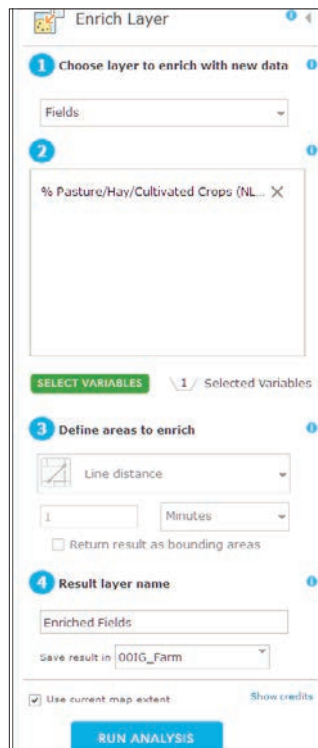 Enrich Layer
1 Choose layer to enrich with new data
Fields
2
% Pasture/Hay/Cultivated Crops (NL...
SELECT VARIABLES 1 Selected Variables
3 Define areas to enrich
Line distance
1 Minutes
Return result as bounding areas
4 Result layer name
Enriched Fields
Save result in 00IG_Farm
Use current map extent Show credits
RUN ANALYSIS